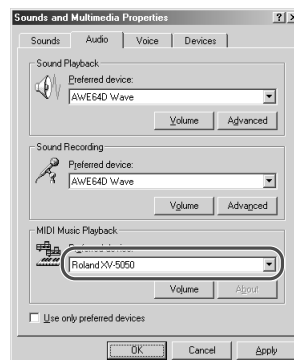 Sounds and Multimedia Properties
Sounds Audio Voice Devices
Sound Playback
Preferred device:
AWE64D Wave
Volume Advanced
Sound Recording
Preferred device:
AWE64D Wave
Volume Advanced
MIDI Music Playback
Preferred device:
Roland XV-5050
Volume About
Use only preferred devices
OK Cancel Apply